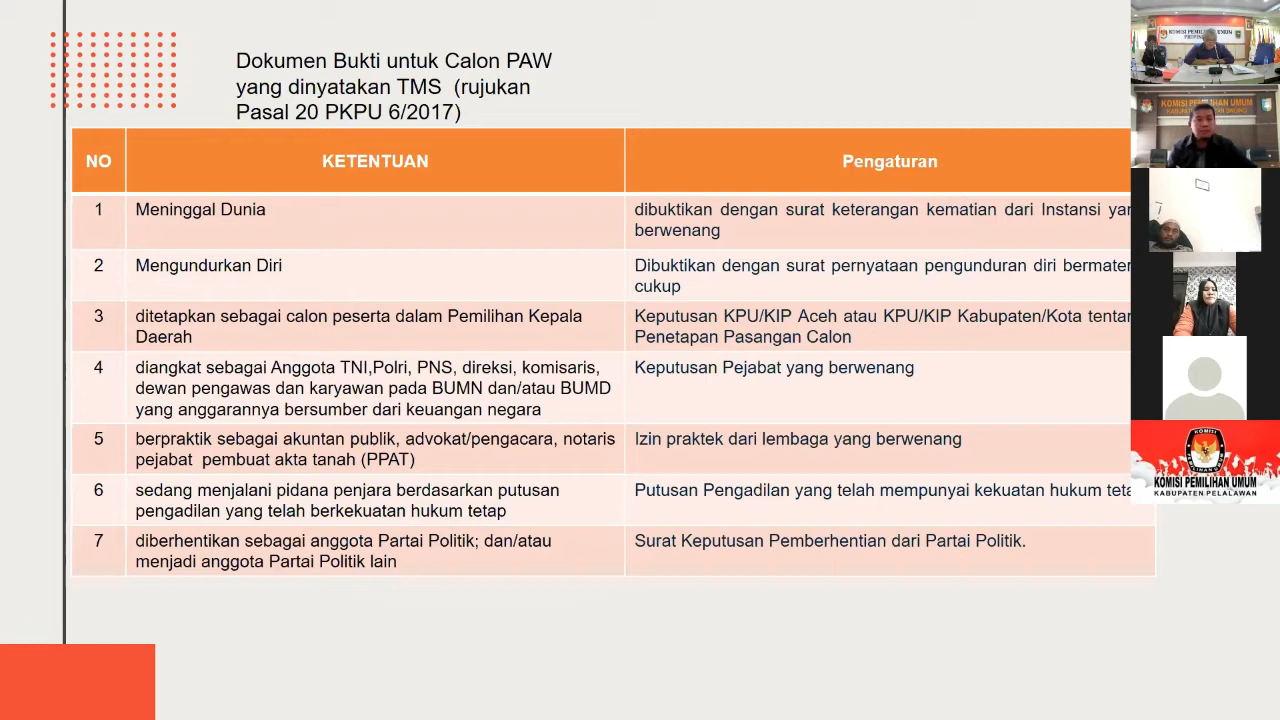 Dokumen Bukti untuk Calon PAW
yang dinyatakan TMS (rujukan
Pasal 20 PKPU 6/2017)
NO
KETENTUAN
Pengaturan
1
Meninggal Dunia
dibuktikan dengan surat keterangan kematian dari Instansi
berwenang
2
Mengundurkan Diri
Dibuktikan dengan surat pernyataan pengunduran diri
cukup
3
ditetapkan sebagai calon peserta dalam Pemilihan Kepala
Daerah
Keputusan KPU/KIP Aceh atau KPU/KIP Kabupaten/Kota
Penetapan Pasangan Calon
4
diangkat sebagai Anggota TNI,Polri, PNS, direksi, komisaris,
dewan pengawas dan karyawan pada BUMN dan/atau BUMD
yang anggarannya bersumber dari keuangan negara
Keputusan Pejabat yang berwenang
5
berpraktik sebagai akuntan publik, advokat/pengacara, notaris
pejabat pembuat akta tanah (PPAT)
Izin praktek dari lembaga yang berwenang
6
sedang menjalani pidana penjara berdasarkan putusan
pengadilan yang telah berkekuatan hukum tetap
Putusan Pengadilan yang telah mempunyai kekuatan hukum
7
diberhentikan sebagai anggota Partai Politik; dan/atau
menjadi anggota Partai Politik lain
Surat Keputusan Pemberhentian dari Partai Politik.
KOMISI PEMILIHAN UMUM
KOMISI PEMILIHAN UMUM
KABUPATEN
KOMISI
PEMILIHAN UMUM
KOMISI PEMILIHAN UMUM
KABUPATEN PELALAWAN